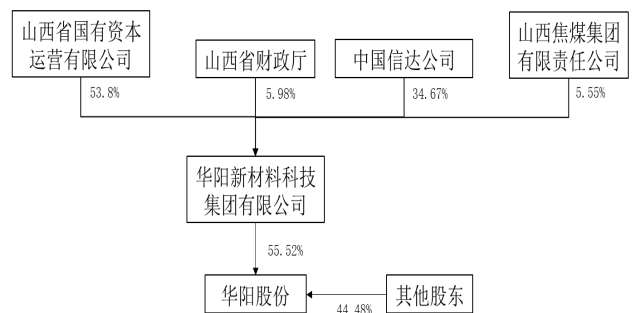 山西省国有资本
运营有限公司
山西省财政厅
中国信达公司
山西焦煤集团
有限责任公司
53.8%
5.98%
34.67%
5.55%
华阳新材料科技
集团有限公司
55.52%
华阳股份
其他股东
44.48%